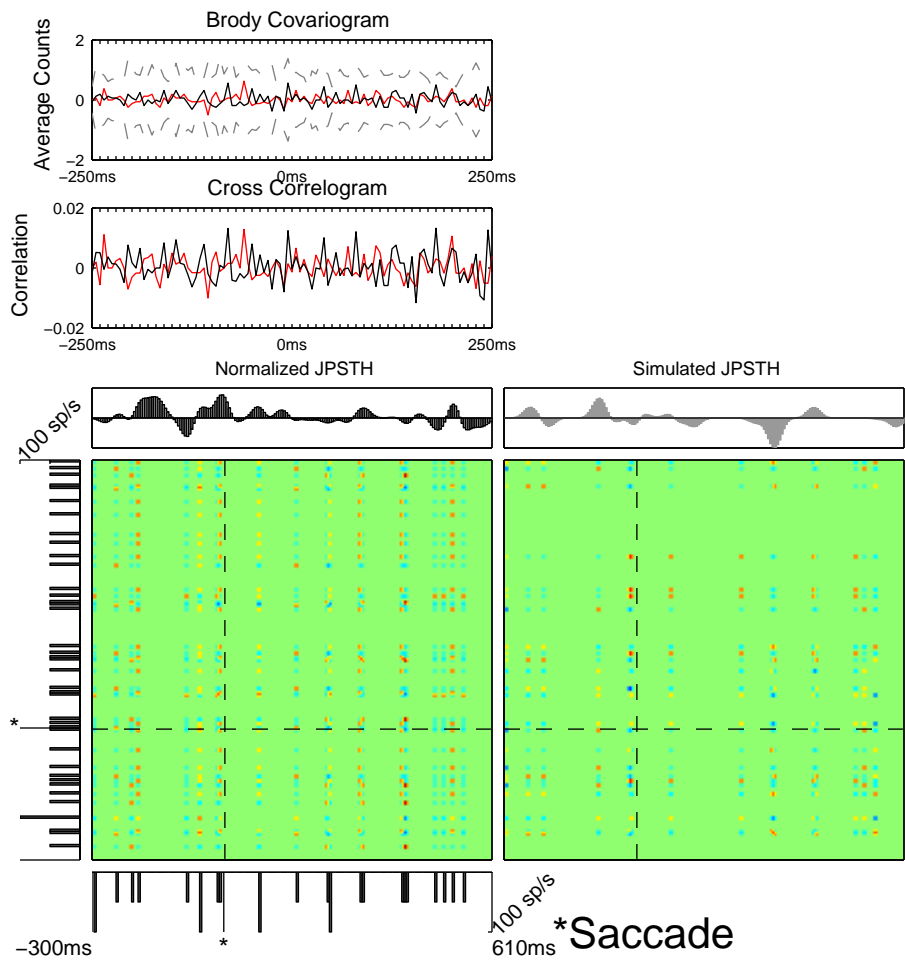 Brody Covariogram
Average Counts
2
0
−2
−250ms
0ms
250ms
Cross Correlogram
Correlation
0.02
0
−0.02
−250ms
0ms
250ms
Normalized JPSTH
Simulated JPSTH
100 sp/s
*
*
100 sp/s
−300ms
610ms
*Saccade